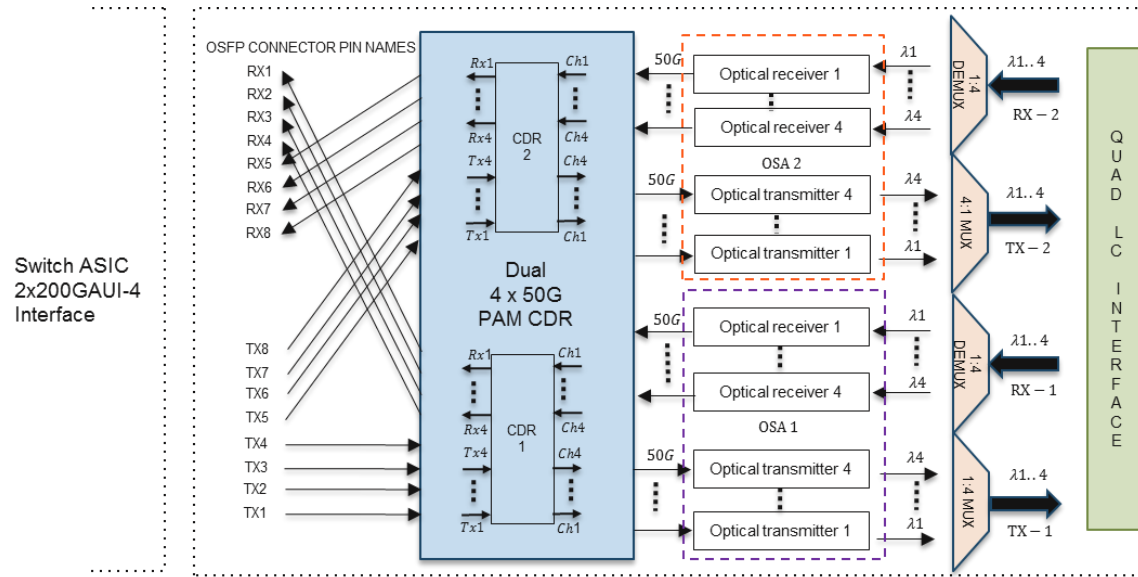 OSFP CONNECTOR PIN NAMES
RX1
RX2
RX3
RX4
RX5
RX6
RX7
RX8
Switch ASIC
2x200GAUI-4
Interface
TX8
TX7
TX6
TX5
TX4
TX3
TX2
TX1
Rx1
Ch1
Rx4
Ch4
CDR
2
Tx4
Ch4
Tx1
Ch1
Dual
4 x 50G
PAM CDR
Rx1
Ch1
Rx4
Ch4
CDR
1
Tx4
Ch4
Tx1
Ch1
50G
Optical receiver 1
Optical receiver 4
OSA 2
50G
Optical transmitter 4
Optical transmitter 1
50G
Optical receiver 1
Optical receiver 4
OSA 1
50G
Optical transmitter 4
Optical transmitter 1
λ1
λ4
λ4
λ1
λ1
λ4
λ4
λ1
1:4
DEMUX
4:1 MUX
1:4
DEMUX
1:4 MUX
λ1..4
RX−2
λ1..4
TX−2
λ1..4
RX−1
λ1..4
TX−1
QUAD LC INTERFACE